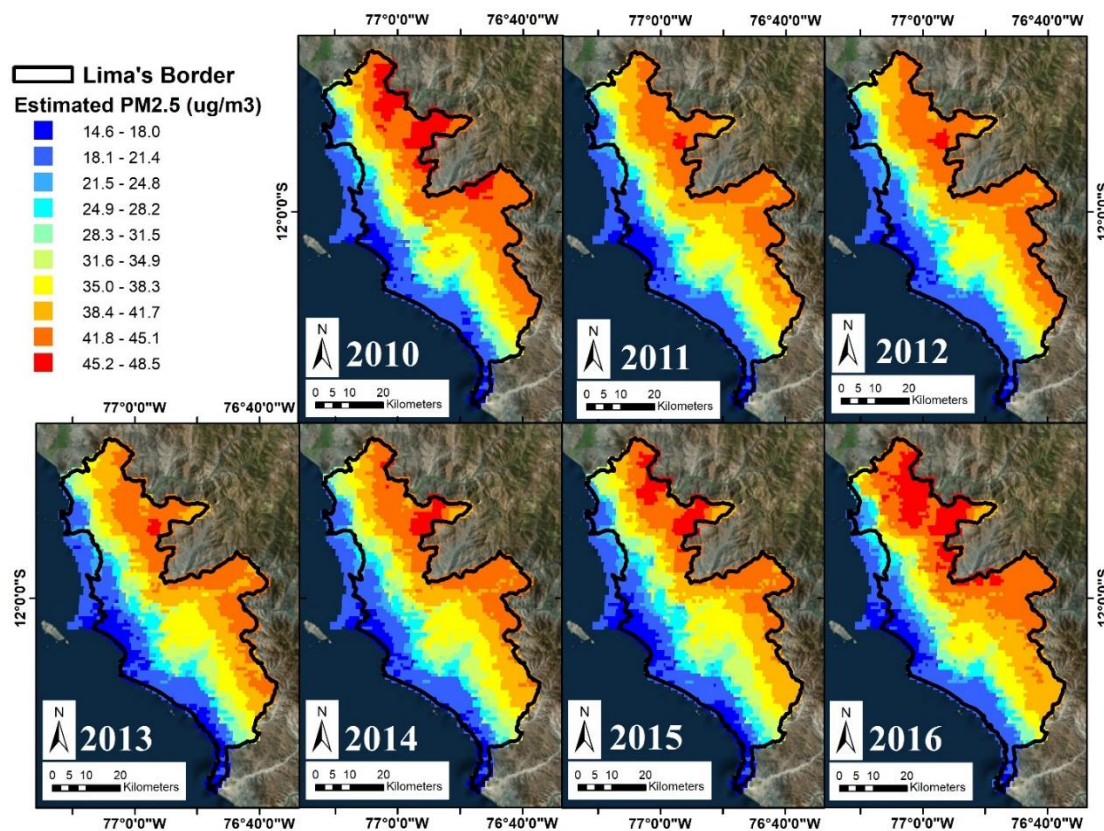 77°0'0"W 76°40'0"W 77°0'0"W 76°40'0"W 77°0'0"W 76°40'0"W
Lima's Border
Estimated PM2.5 (ug/m3)
14.6 - 18.0
18.1 - 21.4
21.5 - 24.8
24.9 - 28.2
28.3 - 31.5
31.6 - 34.9
35.0 - 38.3
38.4 - 41.7
41.8 - 45.1
45.2 - 48.5
12°0'0"S
12°0'0"S
N
2010
0 5 10 20
Kilometers
N
2011
0 5 10 20
Kilometers
N
2012
0 5 10 20
Kilometers
77°0'0"W 76°40'0"W
12°0'0"S
12°0'0"S
N
2013
0 5 10 20
Kilometers
N
2014
0 5 10 20
Kilometers
N
2015
0 5 10 20
Kilometers
N
2016
0 5 10 20
Kilometers
77°0'0"W 76°40'0"W 77°0'0"W 76°40'0"W 77°0'0"W 76°40'0"W 77°0'0"W 76°40'0"W